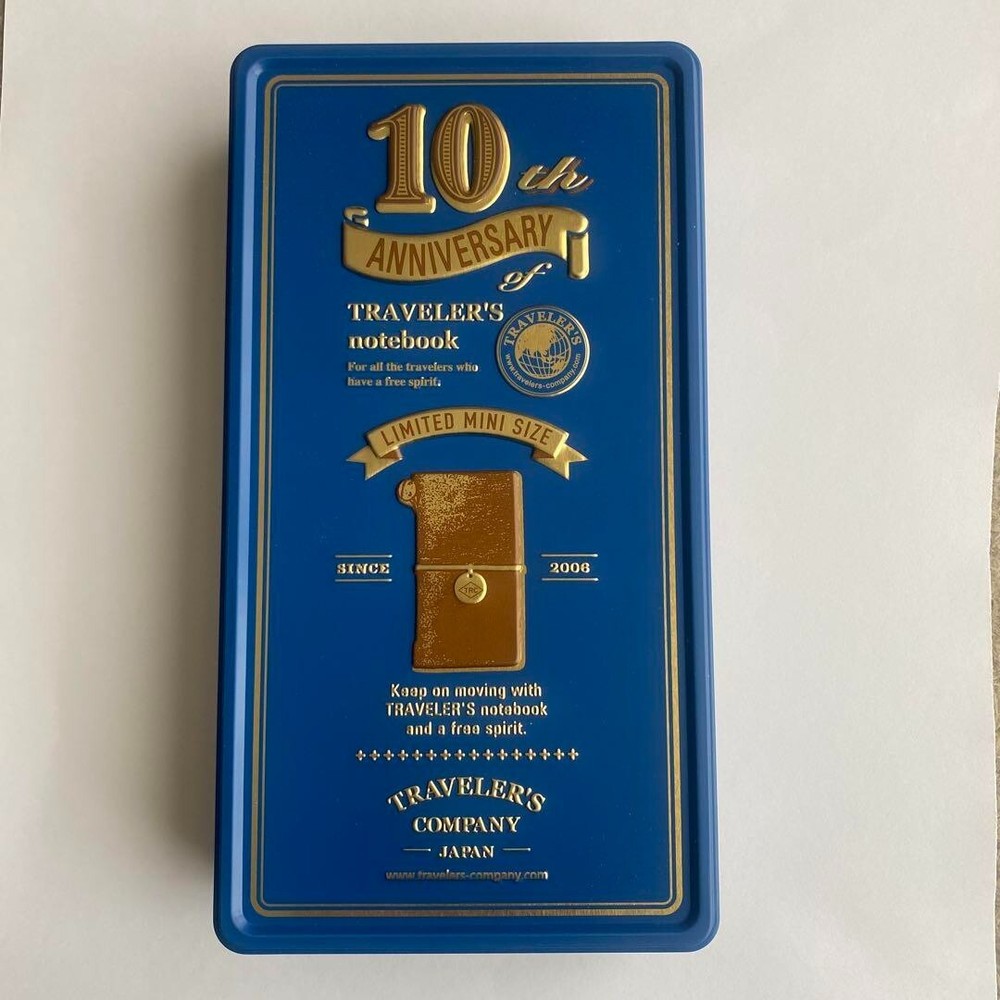 10th
ANNIVERSARY
of
TRAVELER'S
notebook
For all the travelers who
have a free spirit.
TRAVELER'S
www.travelers-company.com
LIMITED MINI SIZE
SINCE 2006
TRC
Keep on moving with
TRAVELER'S notebook
and a free spirit.
TRAVELER'S
COMPANY
JAPAN
www.travelers-company.com